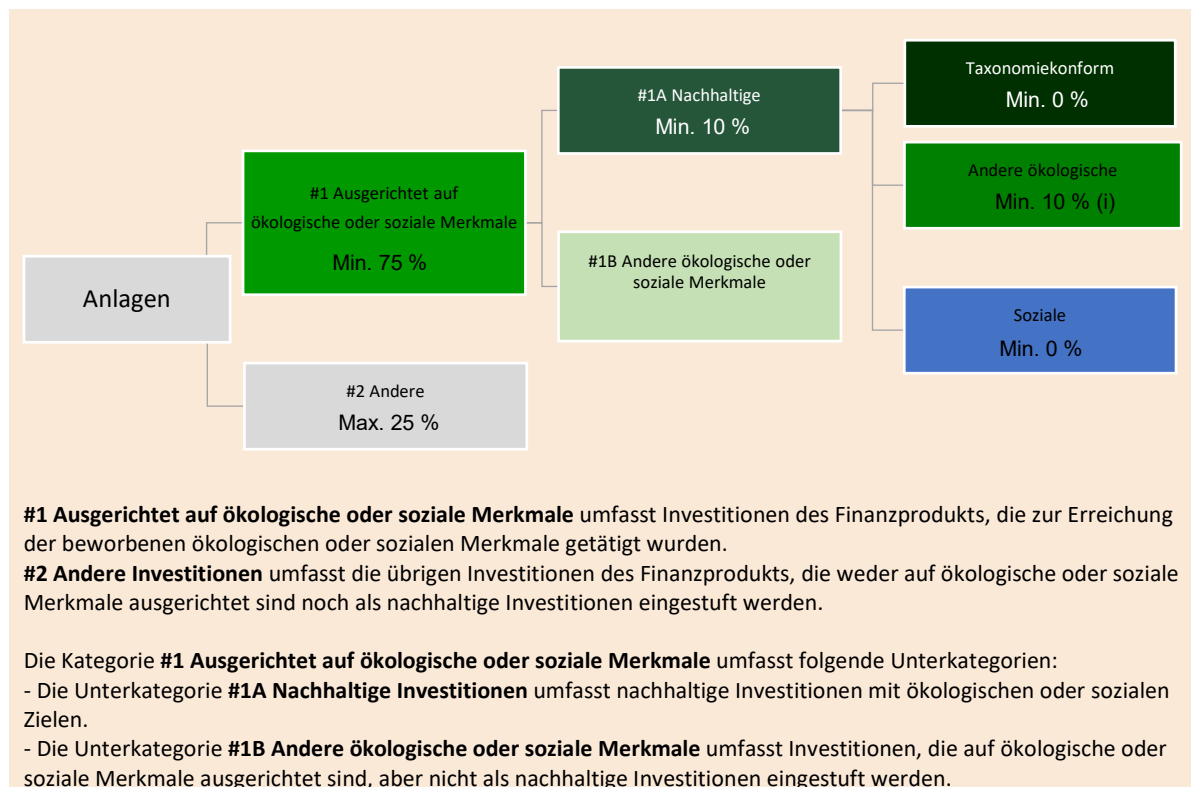 Anlagen
#1 Ausgerichtet auf
ökologische oder soziale Merkmale
Min. 75 %
#2 Andere
Max. 25 %
#1A Nachhaltige
Min. 10 %
#1B Andere ökologische oder
soziale Merkmale
Taxonomiekonform
Min. 0 %
Andere ökologische
Min. 10 % (i)
Soziale
Min. 0 %
#1 Ausgerichtet auf ökologische oder soziale Merkmale umfasst Investitionen des Finanzprodukts, die zur Erreichung
der beworbenen ökologischen oder sozialen Merkmale getätigt wurden.
#2 Andere Investitionen umfasst die übrigen Investitionen des Finanzprodukts, die weder auf ökologische oder soziale
Merkmale ausgerichtet sind noch als nachhaltige Investitionen eingestuft werden.
Die Kategorie #1 Ausgerichtet auf ökologische oder soziale Merkmale umfasst folgende Unterkategorien:
- Die Unterkategorie #1A Nachhaltige Investitionen umfasst nachhaltige Investitionen mit ökologischen oder sozialen
Zielen.
- Die Unterkategorie #1B Andere ökologische oder soziale Merkmale umfasst Investitionen, die auf ökologische oder
soziale Merkmale ausgerichtet sind, aber nicht als nachhaltige Investitionen eingestuft werden.